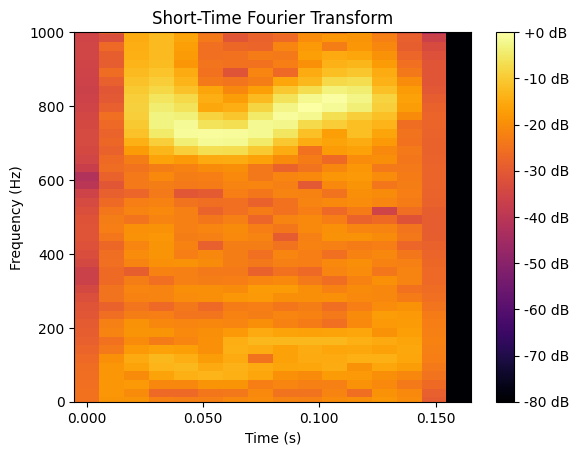 Short-Time Fourier Transform
1000
800
600
400
200
0
Frequency (Hz)
0.000
0.050
0.100
0.150
Time (s)
+0 dB
-10 dB
-20 dB
-30 dB
-40 dB
-50 dB
-60 dB
-70 dB
-80 dB